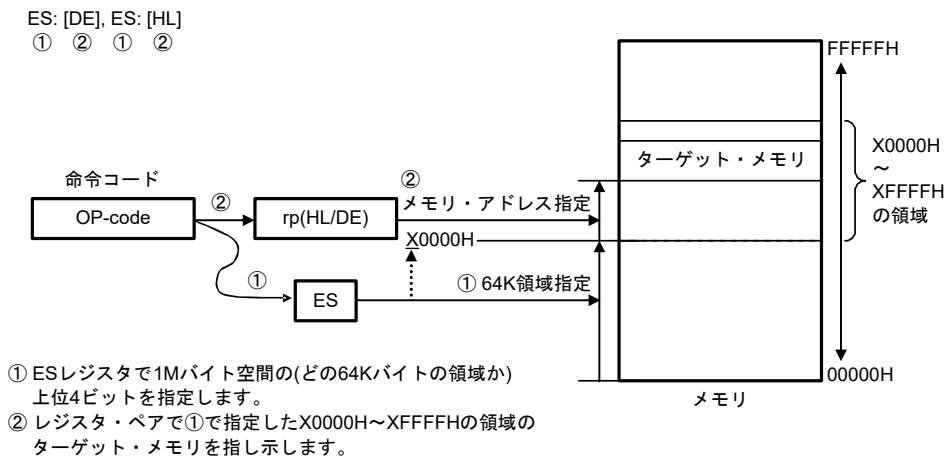 ES: [DE], ES: [HL]
① ② ① ②
FFFFFH
X0000H
～
XFFFFH
の領域
ターゲット・メモリ
命令コード
OP-code
②
rp(HL/DE)
②
メモリ・アドレス指定
X0000H
①
ES
① 64K領域指定
00000H
メモリ
① ESレジスタで1Mバイト空間の(どの64Kバイトの領域か)
上位4ビットを指定します。
② レジスタ・ペアで①で指定したX0000H～XFFFFHの領域の
ターゲット・メモリを指し示します。